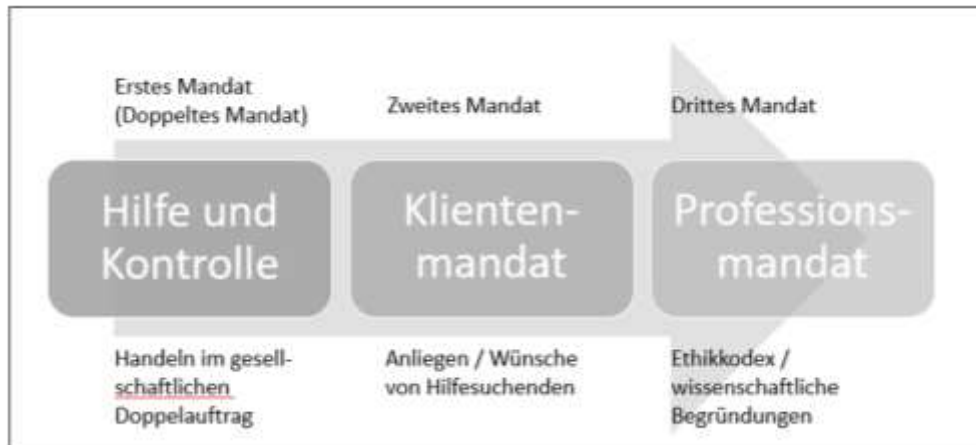 Erstes Mandat
(Doppeltes Mandat)
Zweites Mandat
Drittes Mandat
Hilfe und
Kontrolle
Klienten-
mandat
Professions-
mandat
Handeln im gesell-
schaftlichen
Doppelauftrag
Anliegen / Wünsche
von Hilfesuchenden
Ethikkodex /
wissenschaftliche
Begründungen